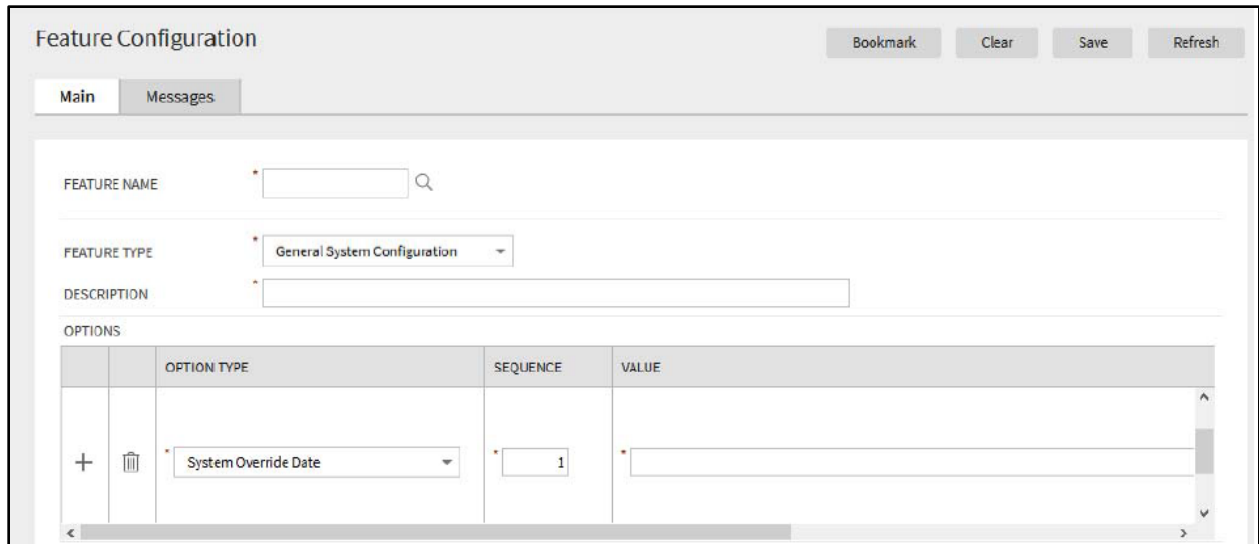 Feature Configuration
Bookmark Clear Save Refresh
Main Messages.
FEATURE NAME *
FEATURE TYPE * General System Configuration
DESCRIPTION *
OPTIONS
OPTION TYPE SEQUENCE VALUE
* System Override Date * 1 *